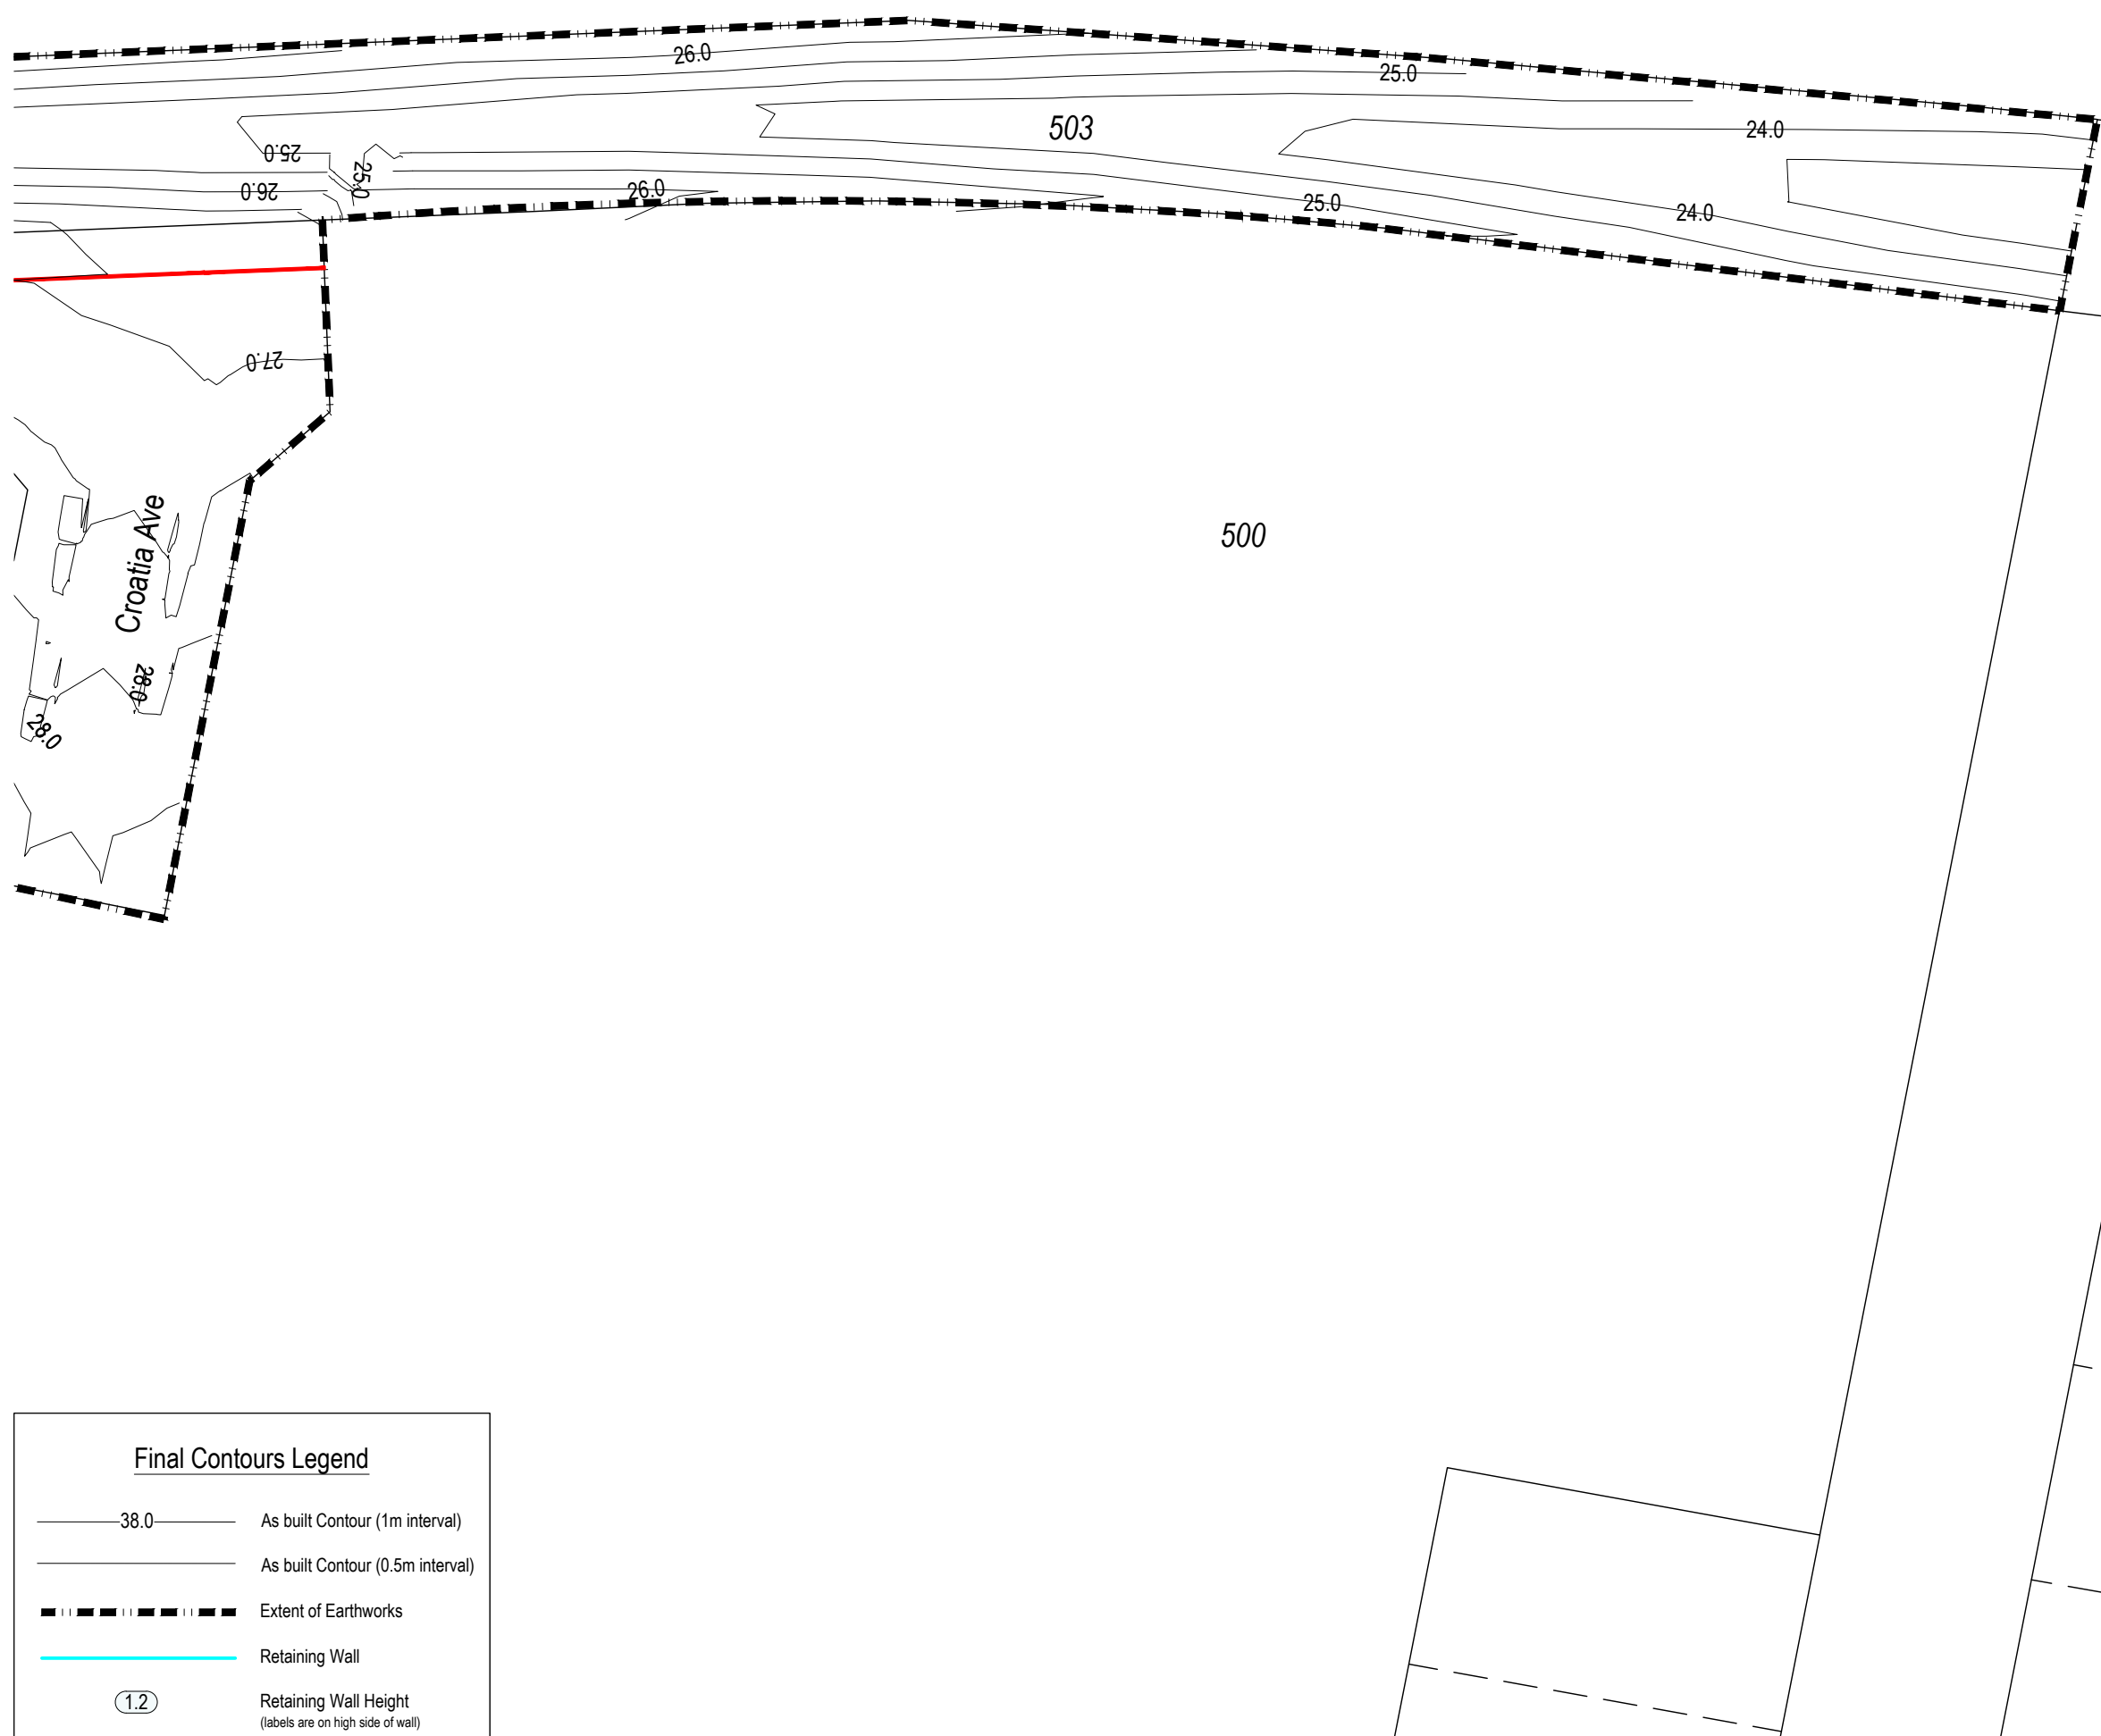 26.0
25.0
503
24.0
25.0
25.0
26.0
26.0
25.0
24.0
27.0
500
Croatia Ave
28.0
28.0
Final Contours Legend
38.0 As built Contour (1m interval)
As built Contour (0.5m interval)
Extent of Earthworks
Retaining Wall
1.2 Retaining Wall Height
(labels are on high side of wall)